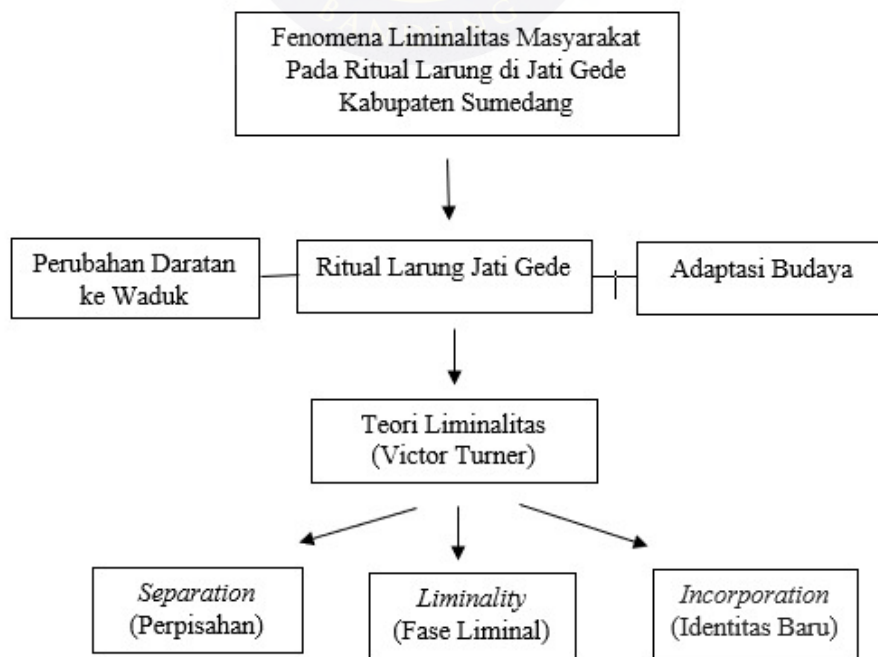 BANDUNG
Fenomena Liminalitas Masyarakat
Pada Ritual Larung di Jati Gede
Kabupaten Sumedang
Perubahan Daratan
ke Waduk
Ritual Larung Jati Gede
Adaptasi Budaya
Teori Liminalitas
(Victor Turner)
Separation
(Perpisahan)
Liminality
(Fase Liminal)
Incorporation
(Identitas Baru)